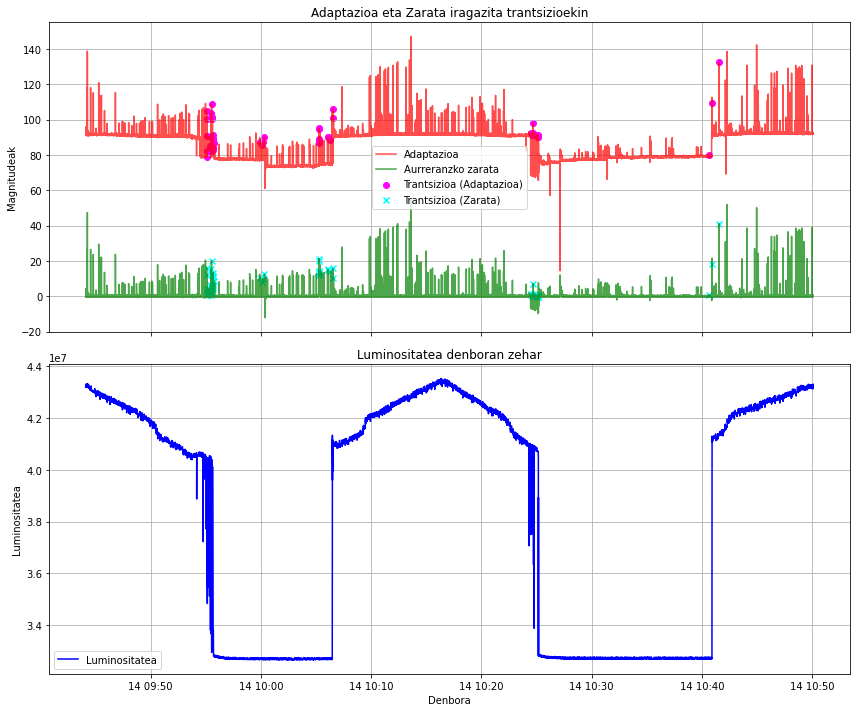 Adaptazioa eta Zarata iragazita trantsizioekin
140
120
100
80
60
40
20
0
−20
Magnitudeak
Adaptazioa
Aurreranzko zarata
Trantsizioa (Adaptazioa)
Trantsizioa (Zarata)
Luminositatea denboran zehar
1e7
4.4
4.2
4.0
3.8
3.6
3.4
Luminositatea
Luminositatea
14 09:50
14 10:00
14 10:10
14 10:20
14 10:30
14 10:40
14 10:50
Denbora